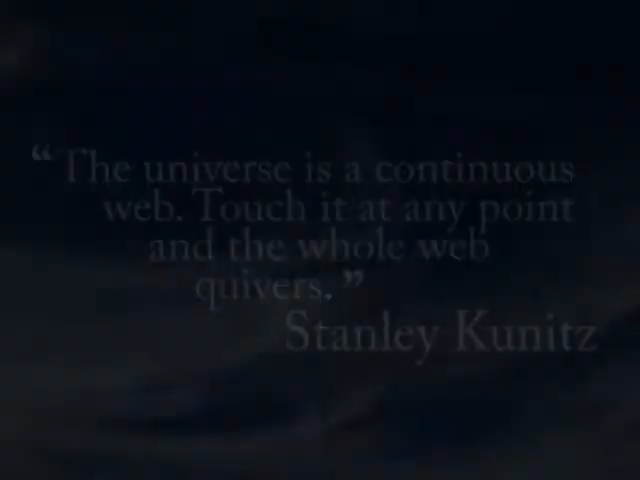 “The universe is a continuous
web. Touch it at any point
and the whole web
quivers.”
Stanley Kunitz